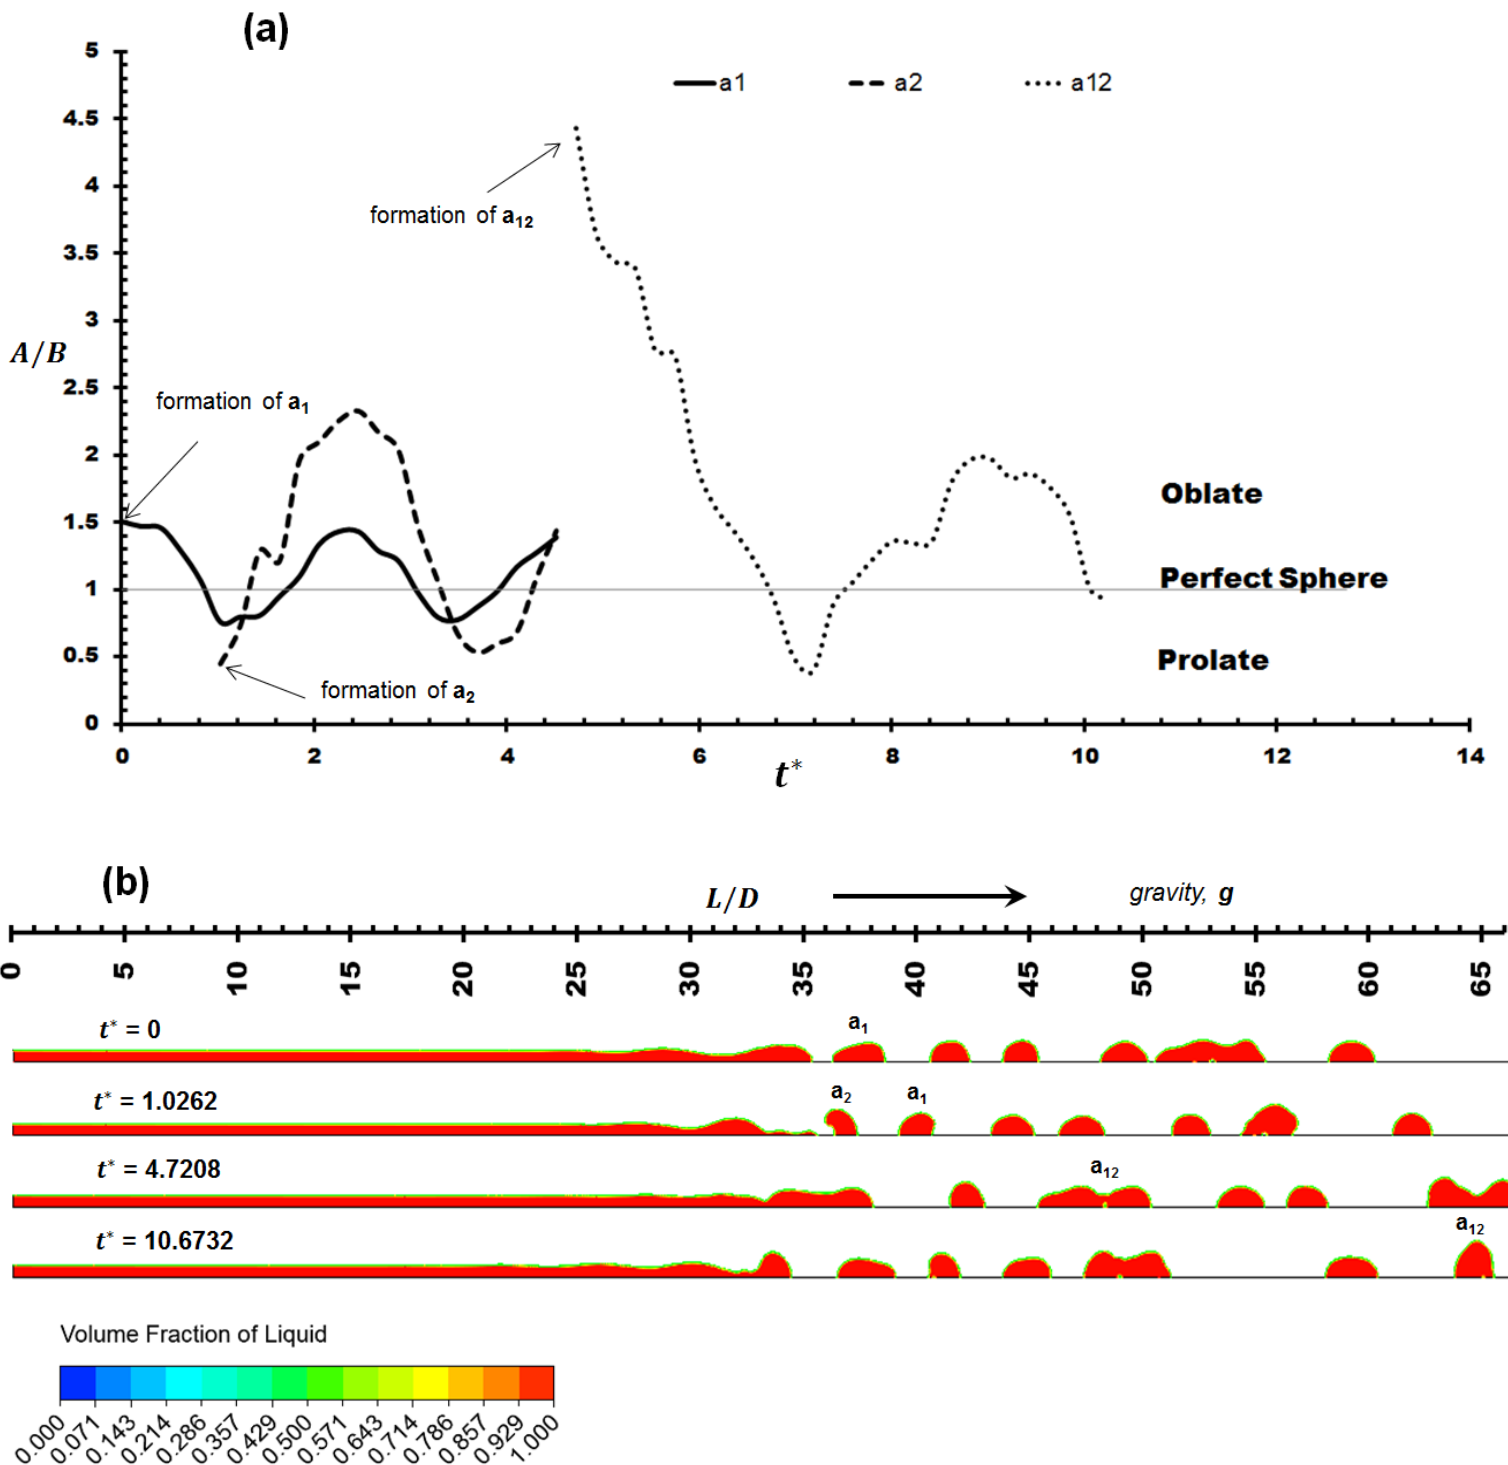 (a)
5
a1 a2 a12
4.5
4
formation of a12
3.5
3
A/B
2.5
formation of a1
2
Oblate
1.5
Perfect Sphere
1
Prolate
0.5
formation of a2
0
0 2 4 6 8 10 12 14
t*
(b)
L/D gravity, g
0 5 10 15 20 25 30 35 40 45 50 55 60 65
t* = 0 a1
t* = 1.0262 a2 a1
t* = 4.7208 a12
t* = 10.6732 a12
Volume Fraction of Liquid
0.000 0.071 0.143 0.214 0.286 0.357 0.429 0.500 0.571 0.643 0.714 0.786 0.857 0.929 1.000